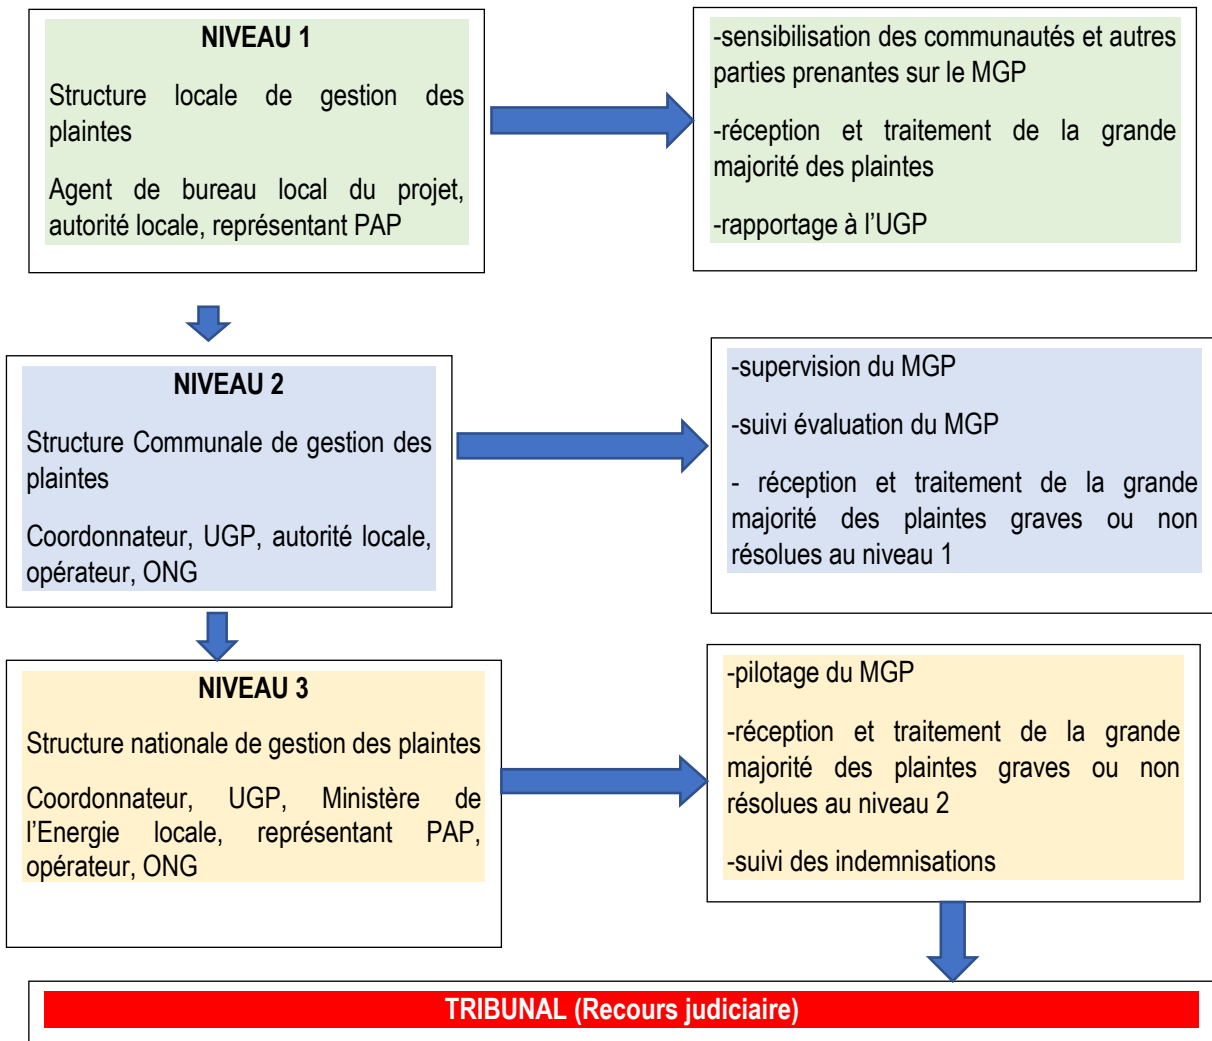 NIVEAU 1
Structure locale de gestion des
plaintes
Agent de bureau local du projet,
autorité locale, représentant PAP
-sensibilisation des communautés et autres
parties prenantes sur le MGP
-réception et traitement de la grande
majorité des plaintes
-rapportage à l’UGP
NIVEAU 2
Structure Communale de gestion des
plaintes
Coordonnateur, UGP, autorité locale,
opérateur, ONG
-supervision du MGP
-suivi évaluation du MGP
- réception et traitement de la grande
majorité des plaintes graves ou non
résolues au niveau 1
NIVEAU 3
Structure nationale de gestion des plaintes
Coordonnateur, UGP, Ministère de
l’Energie locale, représentant PAP,
opérateur, ONG
-pilotage du MGP
-réception et traitement de la grande
majorité des plaintes graves ou non
résolues au niveau 2
-suivi des indemnisations
TRIBUNAL (Recours judiciaire)